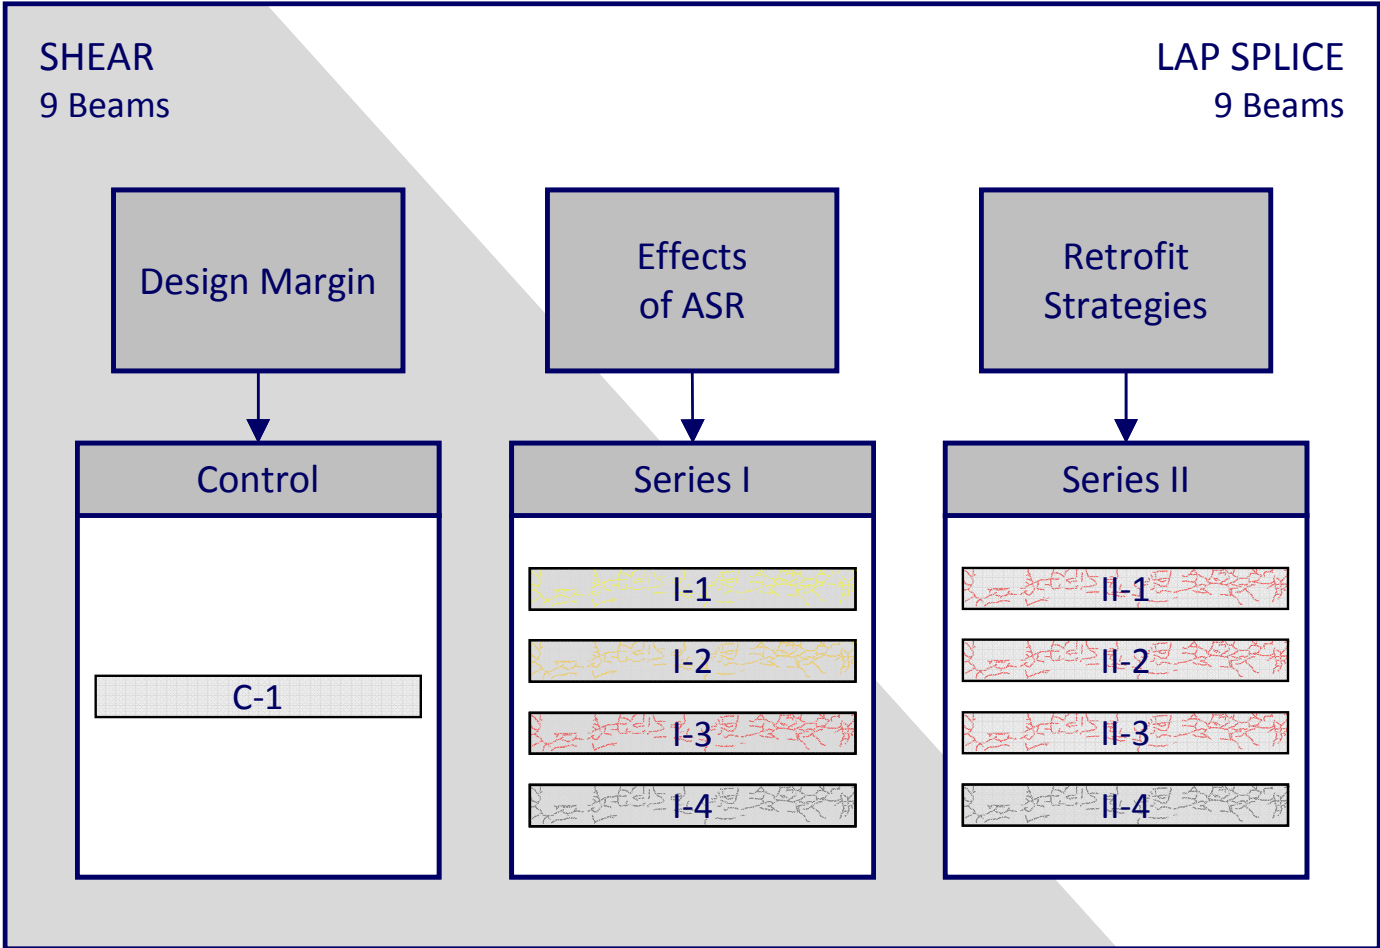 SHEAR
9 Beams
LAP SPLICE
9 Beams
Design Margin
Effects
of ASR
Retrofit
Strategies
Control
C-1
Series I
I-1
I-2
I-3
I-4
Series II
II-1
II-2
II-3
II-4